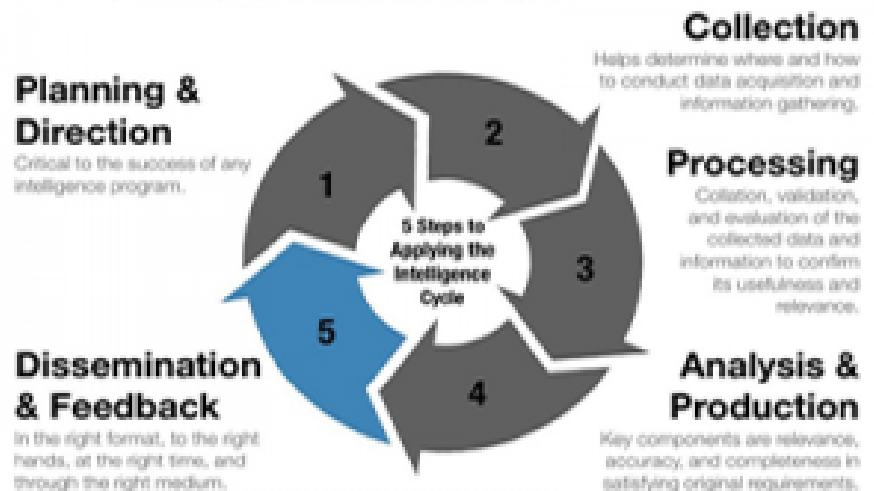 Planning &
Direction
Critical to the success of any
intelligence program.
1
2
Collection
Helps determine where and how
to conduct data acquisition and
information gathering.
Processing
Collation, validation,
and evaluation of the
collected data and
information to confirm
its usefulness and
relevance.
3
5 Steps to
Applying the
Intelligence
Cycle
Analysis &
Production
Key components are relevance,
accuracy, and completeness in
satisfying original requirements.
4
5
Dissemination
& Feedback
In the right format, to the right
hands, at the right time, and
through the right medium.